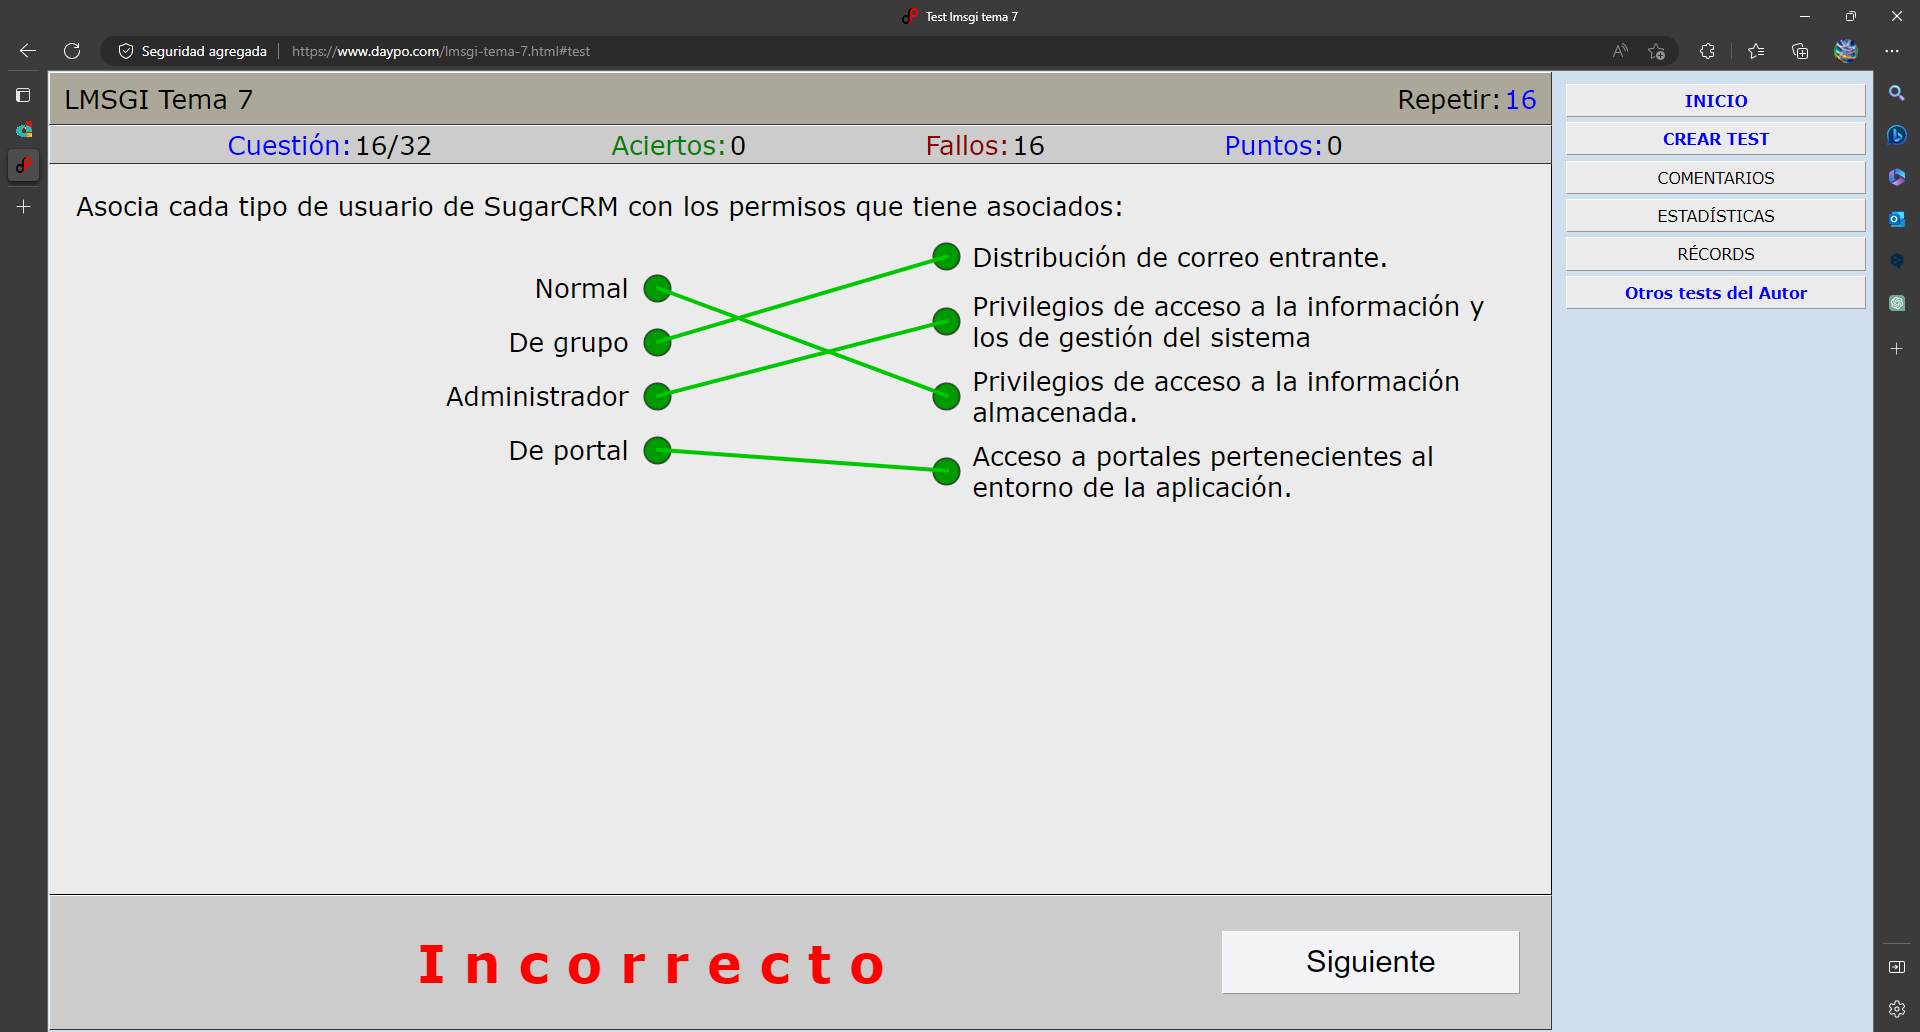 Test lmsgi tema 7
Seguridad agregada
https://www.daypo.com/lmsgi-tema-7.html#test
LMSGI Tema 7
Repetir:16
Cuestión:16/32
Aciertos:0
Fallos:16
Puntos:0
Asocia cada tipo de usuario de SugarCRM con los permisos que tiene asociados:
Normal
De grupo
Administrador
De portal
Distribución de correo entrante.
Privilegios de acceso a la información y
los de gestión del sistema
Privilegios de acceso a la información
almacenada.
Acceso a portales pertenecientes al
entorno de la aplicación.
Incorrecto
Siguiente
INICIO
CREAR TEST
COMENTARIOS
ESTADÍSTICAS
RÉCORDS
Otros tests del Autor